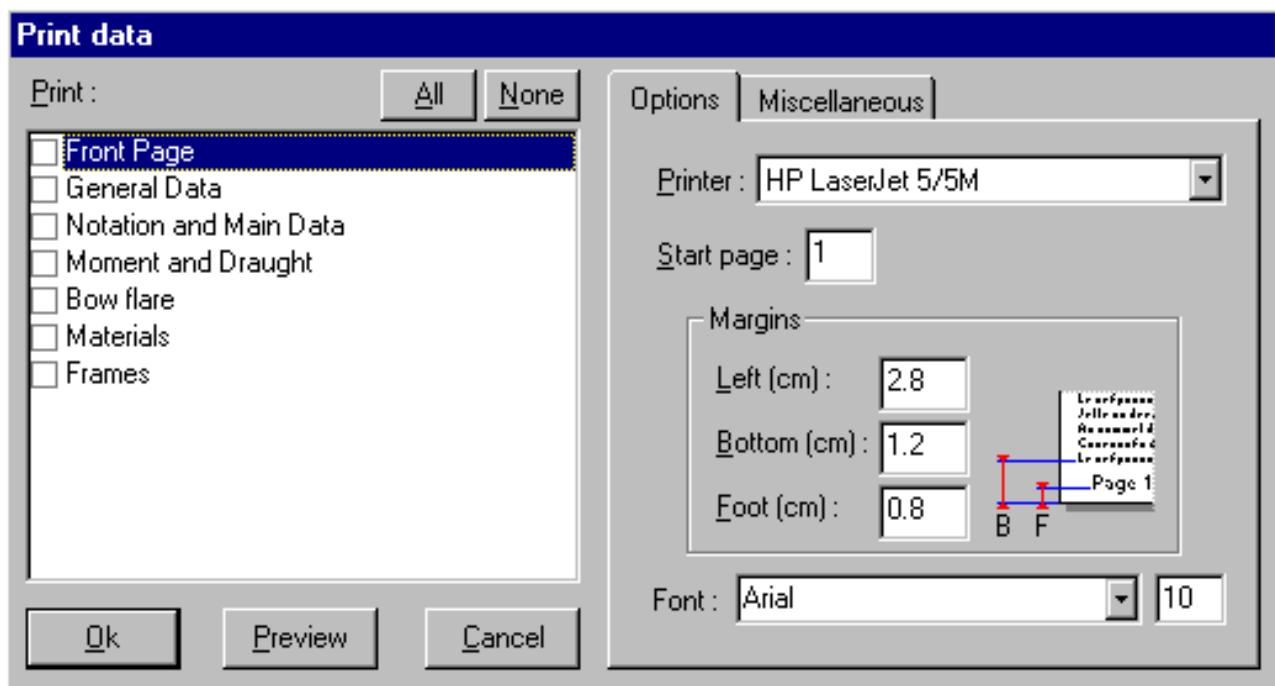 Print data
Print :
All
None
Front Page
General Data
Notation and Main Data
Moment and Draught
Bow flare
Materials
Frames
Ok
Preview
Cancel
Options
Miscellaneous
Printer : HP LaserJet 5/5M
Start page : 1
Margins
Left (cm) : 2.8
Bottom (cm) : 1.2
Foot (cm) : 0.8
Page 1
B F
Font : Arial 10